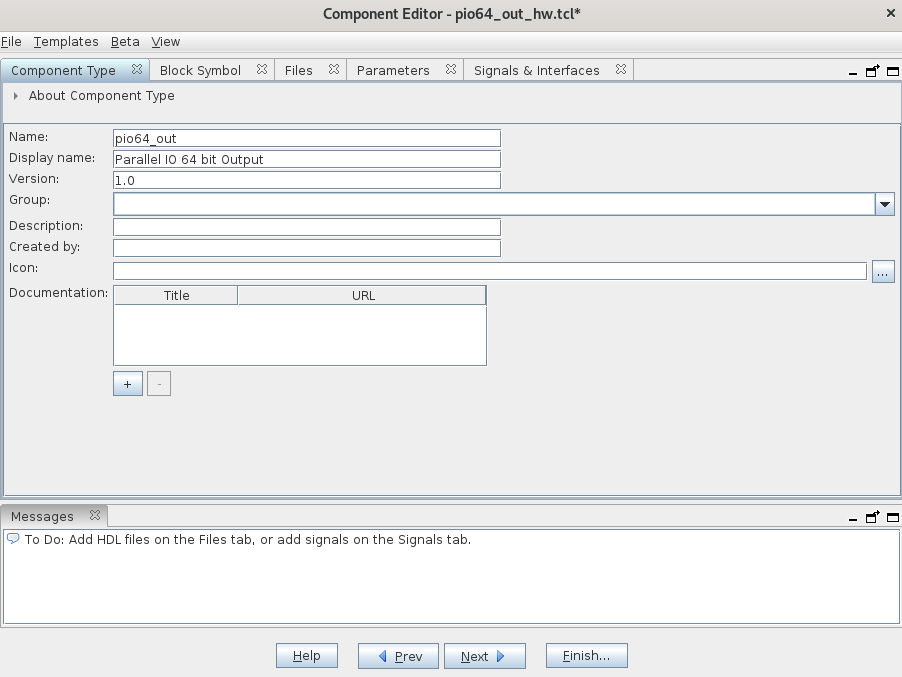 Component Editor - pio64_out_hw.tcl*
File Templates Beta View
Component Type Block Symbol Files Parameters Signals & Interfaces
About Component Type
Name: pio64_out
Display name: Parallel IO 64 bit Output
Version: 1.0
Group:
Description:
Created by:
Icon: ...
Documentation: Title URL
+ -
Messages
To Do: Add HDL files on the Files tab, or add signals on the Signals tab.
Help Prev Next Finish...